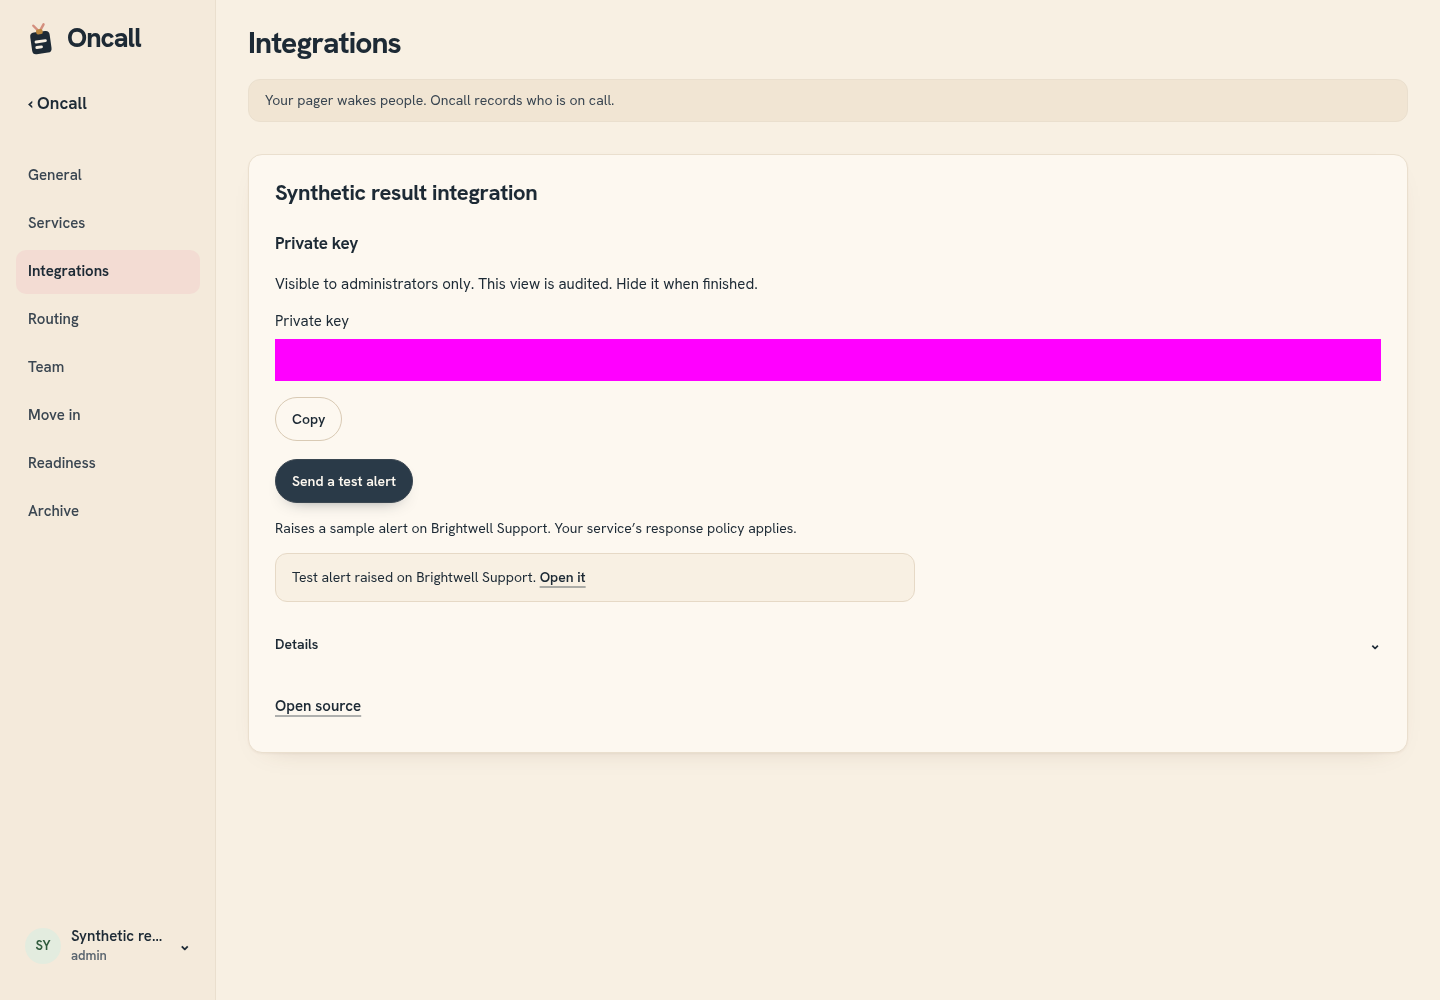 Oncall
‹ Oncall
General
Services
Integrations
Routing
Team
Move in
Readiness
Archive
SY
Synthetic re...
admin
Integrations
Your pager wakes people. Oncall records who is on call.
Synthetic result integration
Private key
Visible to administrators only. This view is audited. Hide it when finished.
Private key
Copy
Send a test alert
Raises a sample alert on Brightwell Support. Your service’s response policy applies.
Test alert raised on Brightwell Support. Open it
Details
Open source